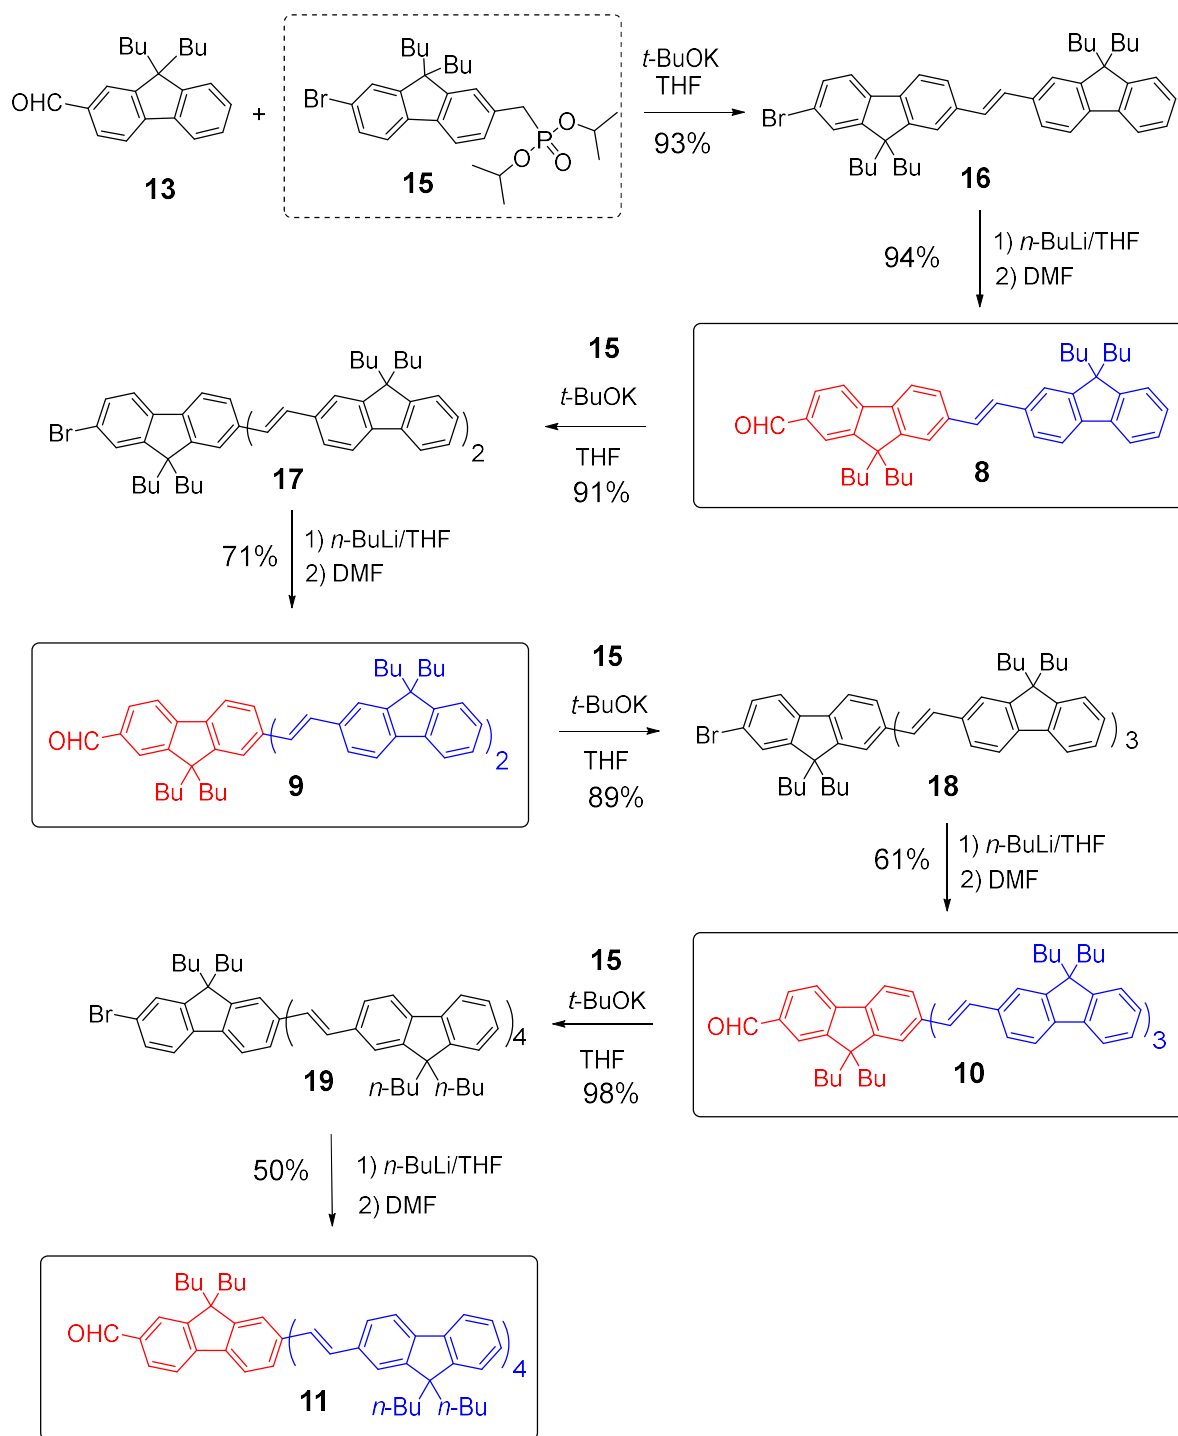 Bu Bu
OHC
13
+
Bu
Bu
Br
O
P
O
O
15
t-BuOK
THF
93%
Bu Bu
Br
Bu Bu
16
94%
1) n-BuLi/THF
2) DMF
Bu Bu
OHC
Bu Bu
8
15
t-BuOK
THF
91%
Bu Bu
Br
2
Bu Bu
17
71%
1) n-BuLi/THF
2) DMF
Bu Bu
OHC
2
Bu Bu
9
15
t-BuOK
THF
89%
Bu Bu
Br
3
Bu Bu
18
61%
1) n-BuLi/THF
2) DMF
Bu Bu
OHC
3
Bu Bu
10
15
t-BuOK
THF
98%
Bu Bu
Br
4
n-Bu n-Bu
19
50%
1) n-BuLi/THF
2) DMF
Bu Bu
OHC
4
n-Bu n-Bu
11